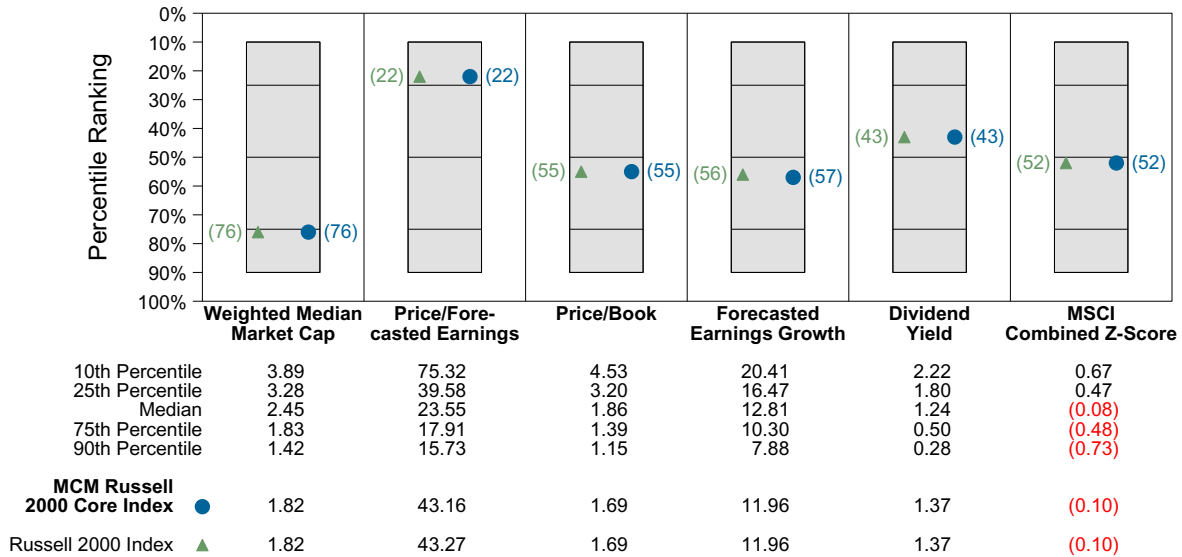 Percentile Ranking
0%
10%
20%
30%
40%
50%
60%
70%
80%
90%
100%
(22) (22)
(43) (43)
(52) (52)
(55) (55)
(56) (57)
(76) (76)
Weighted Median Market Cap
Price/Fore-casted Earnings
Price/Book
Forecasted Earnings Growth
Dividend Yield
MSCI Combined Z-Score
10th Percentile 3.89 75.32 4.53 20.41 2.22 0.67
25th Percentile 3.28 39.58 3.20 16.47 1.80 0.47
Median 2.45 23.55 1.86 12.81 1.24 (0.08)
75th Percentile 1.83 17.91 1.39 10.30 0.50 (0.48)
90th Percentile 1.42 15.73 1.15 7.88 0.28 (0.73)
MCM Russell
2000 Core Index 1.82 43.16 1.69 11.96 1.37 (0.10)
Russell 2000 Index 1.82 43.27 1.69 11.96 1.37 (0.10)